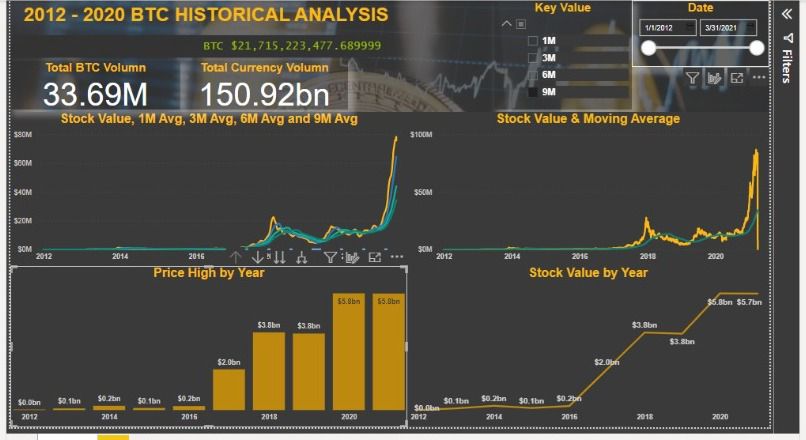 2012 - 2020 BTC HISTORICAL ANALYSIS
BTC $21,715,223,477.689999
Total BTC Volumn
33.69M
Total Currency Volumn
150.92bn
Key Value
1M
3M
6M
9M
Date
1/1/2012
3/31/2021
Filters
Stock Value, 1M Avg, 3M Avg, 6M Avg and 9M Avg
$80M
$60M
$40M
$20M
$0M
2012
2014
2016
Stock Value & Moving Average
$100M
$50M
$0M
2012
2014
2016
2018
2020
Price High by Year
$0.0bn
$0.1bn
$0.2bn
$0.1bn
$0.2bn
$2.0bn
$3.8bn
$3.8bn
$5.8bn
$5.8bn
2012
2014
2016
2018
2020
Stock Value by Year
$0.0bn
$0.1bn
$0.2bn
$0.1bn
$0.2bn
$2.0bn
$3.8bn
$3.8bn
$5.8bn
$5.7bn
2012
2014
2016
2018
2020